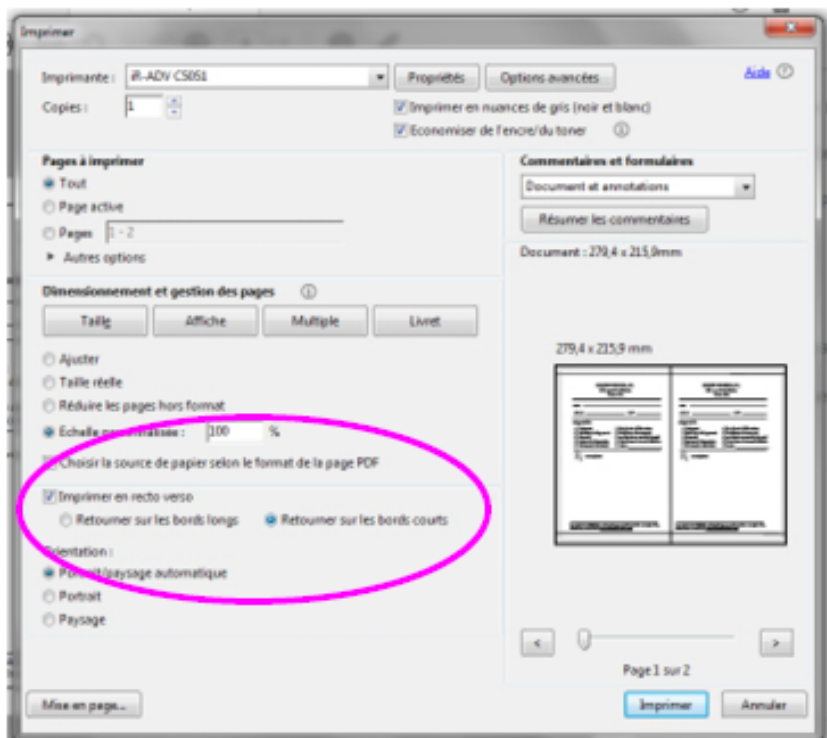 Imprimer
Imprimante : iR-ADV C5051 Propriétés Options avancées Aide
Copies : 1 Imprimer en nuances de gris (noir et blanc)
Economiser de l'encre/du toner
Pages à imprimer
Tout
Page active
Pages 1 - 2
Autres options
Commentaires et formulaires
Document et annotations
Résumer les commentaires
Document : 279,4 x 215,9mm
Dimensionnement et gestion des pages
Taille Affiche Multiple Livret
Ajuster
Taille réelle
Réduire les pages hors format
Echelle personnalisée : 100 %
Choisir la source de papier selon le format de la page PDF
Imprimer en recto verso
Retourner sur les bords longs Retourner sur les bords courts
Orientation :
Portrait/paysage automatique
Portrait
Paysage
279,4 x 215,9 mm
< >
Page 1 sur 2
Mise en page... Imprimer Annuler